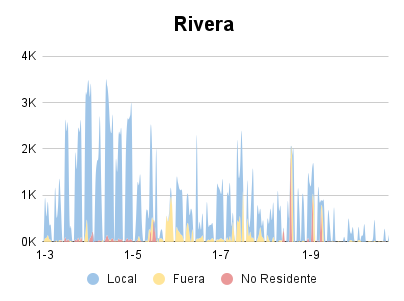 Rivera
4K
3K
2K
1K
0K
1-3 1-5 1-7 1-9
Local Fuera No Residente